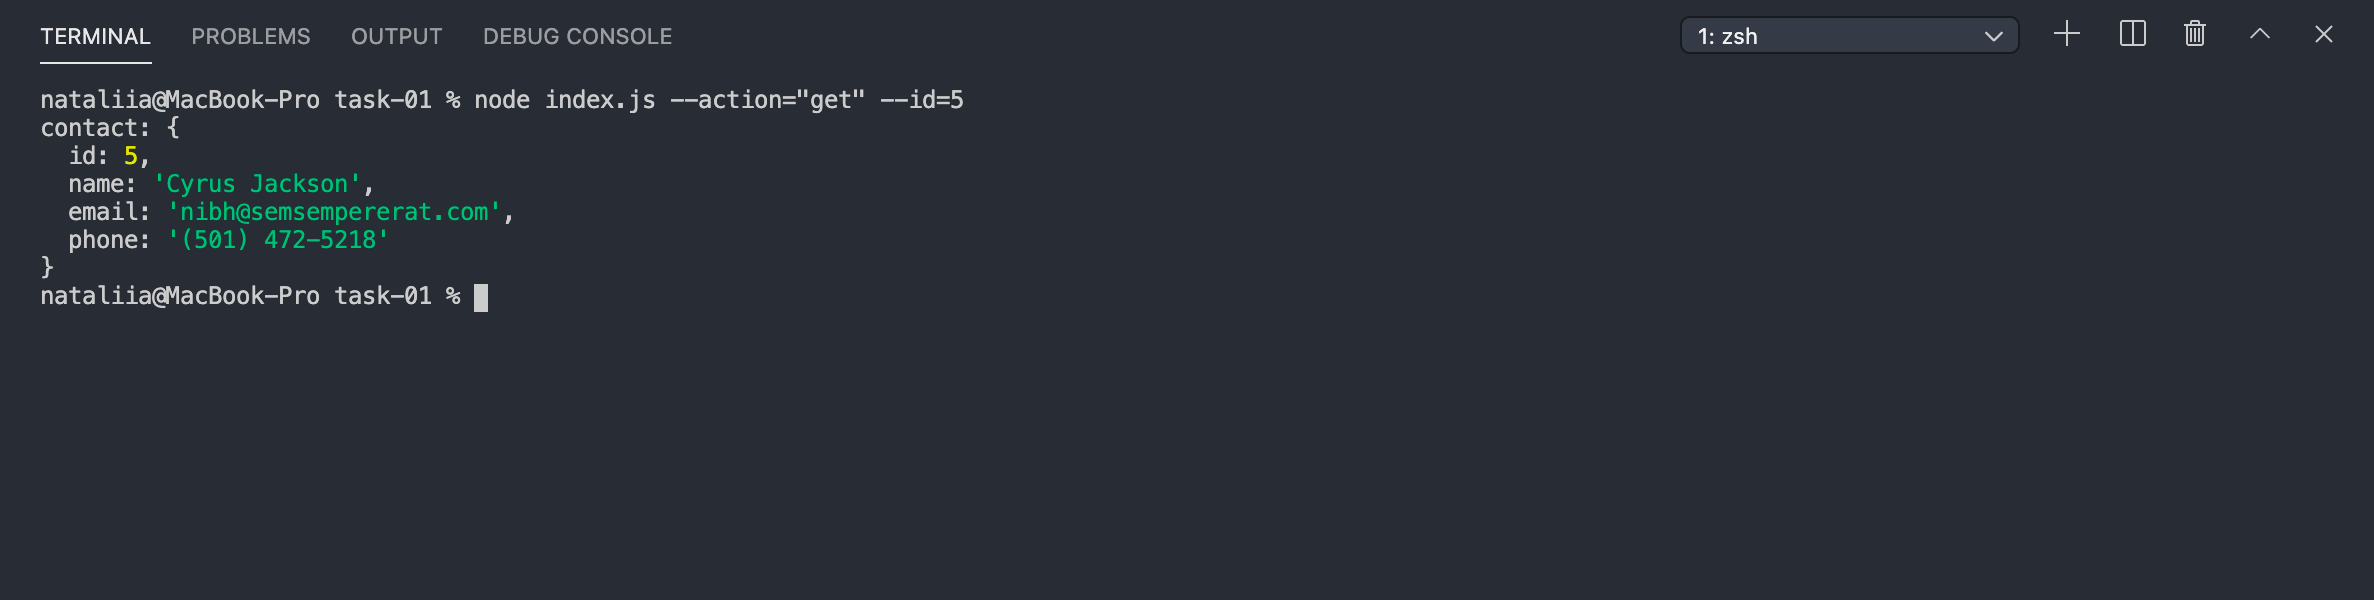 TERMINAL PROBLEMS OUTPUT DEBUG CONSOLE 1: zsh
nataliia@MacBook-Pro task-01 % node index.js --action="get" --id=5
contact: {
  id: 5,
  name: 'Cyrus Jackson',
  email: 'nibh@semsempererat.com',
  phone: '(501) 472-5218'
}
nataliia@MacBook-Pro task-01 %